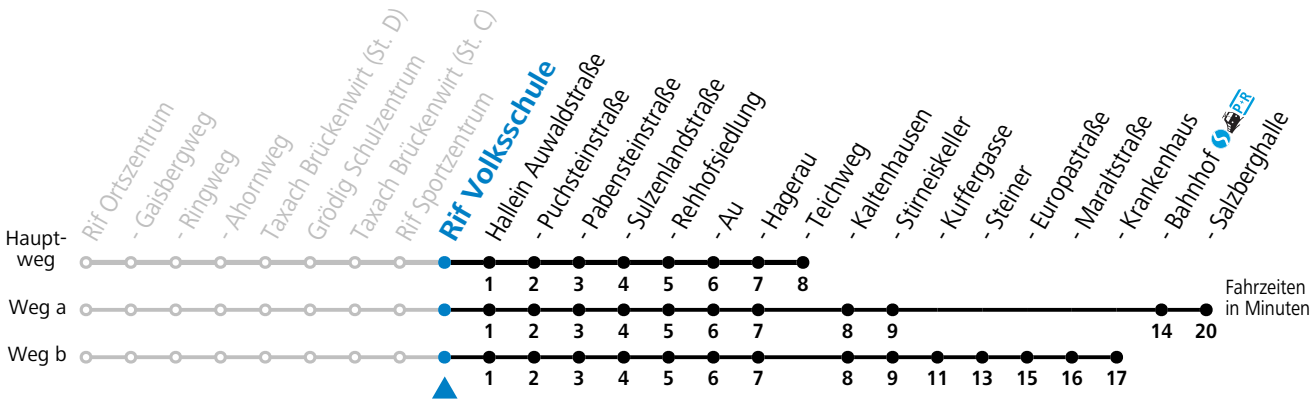 Rif Ortszentrum
- Gaisbergweg
- Ringweg
- Ahornweg
Taxach Brückenwirt (St. D)
Grödig Schulzentrum
Taxach Brückenwirt (St. C)
Rif Sportzentrum
Rif Volksschule
Hallein Auwaldstraße
- Puchsteinstraße
- Pabensteinstraße
- Sulzenlandstraße
- Rehhofsiedlung
- Au
- Hagerau
- Teichweg
- Kaltenhausen
- Stirneiskeller
- Kuffergasse
- Steiner
- Europastraße
- Maraltstraße
- Krankenhaus
- Bahnhof P+R
- Salzberghalle
Haupt-
weg
1 2 3 4 5 6 7 8
Weg a
1 2 3 4 5 6 7 8 9 14 20
Fahrzeiten
in Minuten
Weg b
1 2 3 4 5 6 7 8 9 11 13 15 16 17